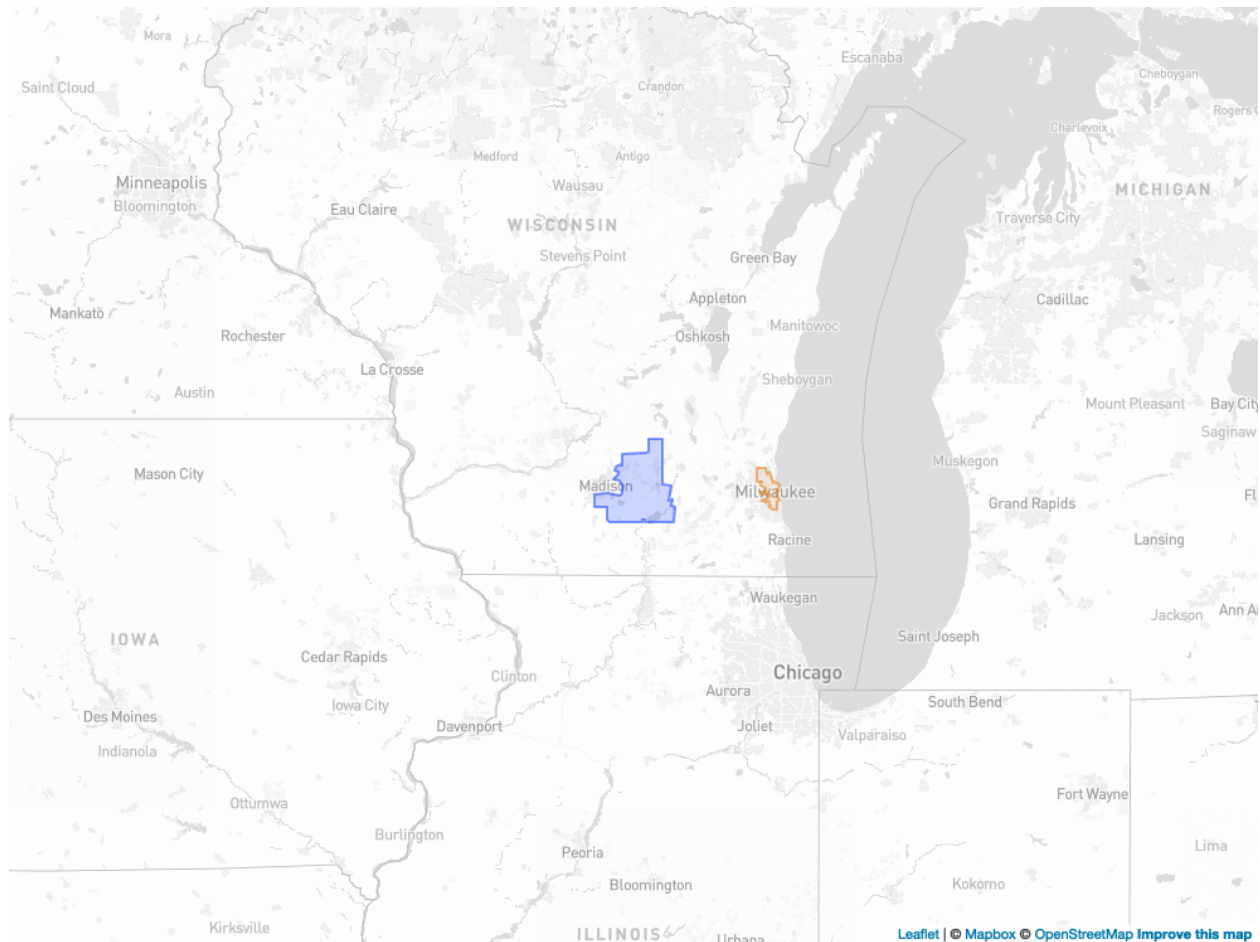 Mora
Escanaba
Crandon
Cheboygan
Saint Cloud
Rogers C
Charlevoix
Medford
Antigo
Minneapolis
Wausau
MICHIGAN
Bloomington
Eau Claire
WISCONSIN
Traverse City
Stevens Point
Green Bay
Appleton
Cadillac
Mankato
Manitowoc
Rochester
Oshkosh
La Crosse
Sheboygan
Austin
Mount Pleasant
Bay City
Saginaw
Muskegon
Mason City
Madison
Milwaukee
Fl
Grand Rapids
Racine
Lansing
Waukegan
Ann A
Jackson
IOWA
Saint Joseph
Cedar Rapids
Chicago
Clinton
Aurora
Iowa City
South Bend
Des Moines
Davenport
Joliet
Valparaiso
Indianola
Fort Wayne
Ottumwa
Burlington
Lima
Peoria
Bloomington
Kokomo
Kirksville
ILLINOIS
Urbana
Leaflet | © Mapbox © OpenStreetMap Improve this map